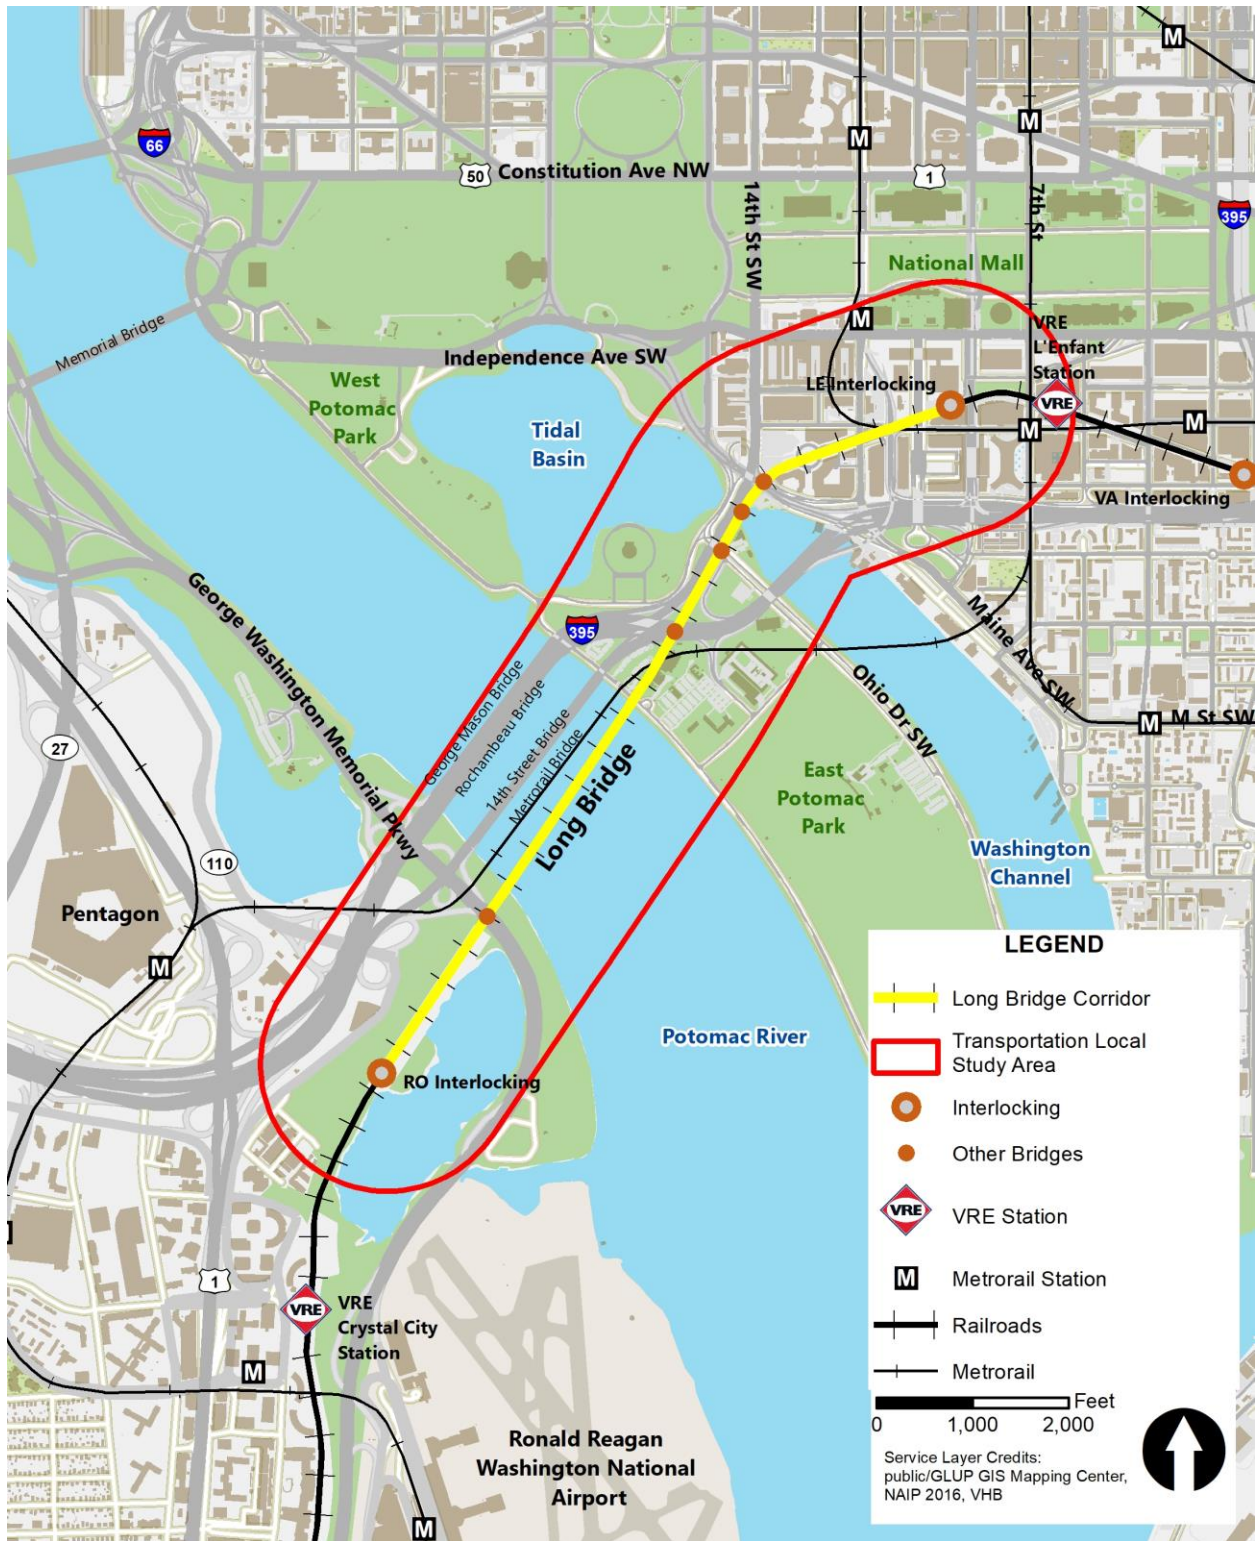 M
66
M
M
50
Constitution Ave NW
1
14th St SW
7th St
395
National Mall
Memorial Bridge
M
VRE
L'Enfant
Station
Independence Ave SW
West
Potomac
Park
LE Interlocking
VRE
Tidal
Basin
M
M
VA Interlocking
George Washington Memorial Pkwy
395
Maine Ave SW
George Mason Bridge
Rochambeau Bridge
14th Street Bridge
Metrorail Bridge
Long Bridge
Ohio Dr SW
M
M St SW
27
East
Potomac
Park
110
Washington
Channel
Pentagon
M
LEGEND
Long Bridge Corridor
Transportation Local
Study Area
Interlocking
Other Bridges
VRE
VRE Station
M
Metrorail Station
Railroads
Metrorail
Feet
0
1,000
2,000
Service Layer Credits:
public/GLUP GIS Mapping Center,
NAIP 2016, VHB
Potomac River
RO Interlocking
1
VRE
VRE
Crystal City
Station
M
Ronald Reagan
Washington National
Airport
M